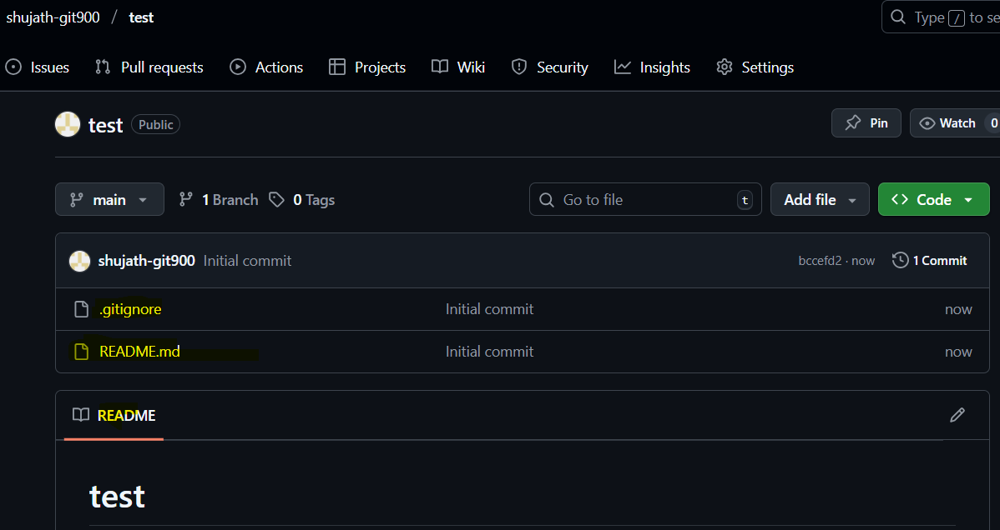 shujath-git900 / test
Type / to se
Issues Pull requests Actions Projects Wiki Security Insights Settings
test Public
Pin Watch 0
main 1 Branch 0 Tags Go to file t Add file Code
shujath-git900 Initial commit bccefd2 · now 1 Commit
.gitignore Initial commit now
README.md Initial commit now
README
test